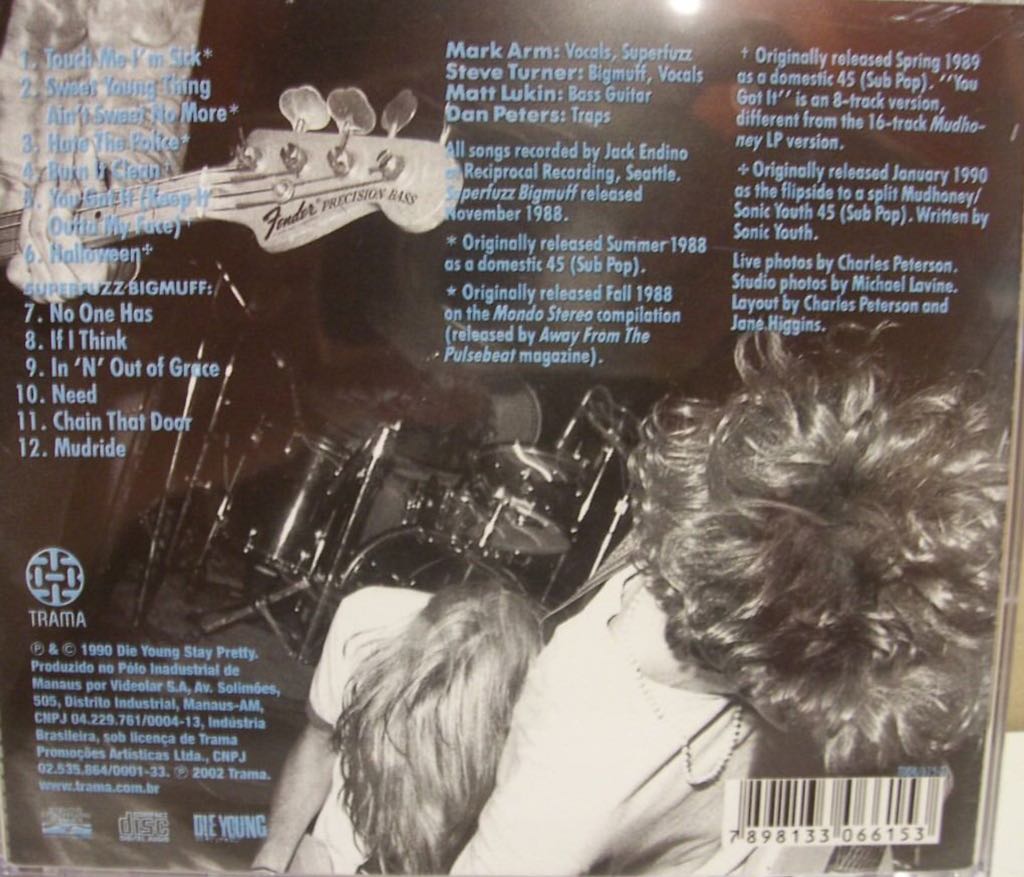 1. Touch Me I'm Sick*
2. Sweet Young Thing
Ain't Sweet No More*
3. Hate The Police*
4. Burn It Clean*
5. You Got It (Keep It
Outta My Face)†
6. Halloween÷
SUPERFUZZ BIGMUFF:
7. No One Has
8. If I Think
9. In 'N' Out of Grace
10. Need
11. Chain That Door
12. Mudride
Fender PRECISION BASS
Mark Arm: Vocals, Superfuzz
Steve Turner: Bigmuff, Vocals
Matt Lukin: Bass Guitar
Dan Peters: Traps
All songs recorded by Jack Endino
Reciprocal Recording, Seattle.
Superfuzz Bigmuff released
November 1988.
* Originally released Summer 1988
as a domestic 45 (Sub Pop).
* Originally released Fall 1988
on the Mondo Stereo compilation
(released by Away From The
Pulsebeat magazine).
† Originally released Spring 1989
as a domestic 45 (Sub Pop). "You
Got It" is an 8-track version,
different from the 16-track Mudho-
ney LP version.
÷ Originally released January 1990
as the flipside to a split Mudhoney/
Sonic Youth 45 (Sub Pop). Written by
Sonic Youth.
Live photos by Charles Peterson.
Studio photos by Michael Lavine.
Layout by Charles Peterson and
Jane Higgins.
TRAMA
℗ & © 1990 Die Young Stay Pretty.
Produzido no Pólo Inadustrial de
Manaus por Videolar S.A, Av. Solimões,
505, Distrito Industrial, Manaus-AM,
CNPJ 04.229.761/0004-13, Indústria
Brasileira, sob licença de Trama
Promoções Artísticas Ltda., CNPJ
02.535.864/0001-33. ℗ 2002 Trama.
www.trama.com.br
COMPACT
disc
DIGITAL AUDIO
DIE YOUNG
7 898133 066153